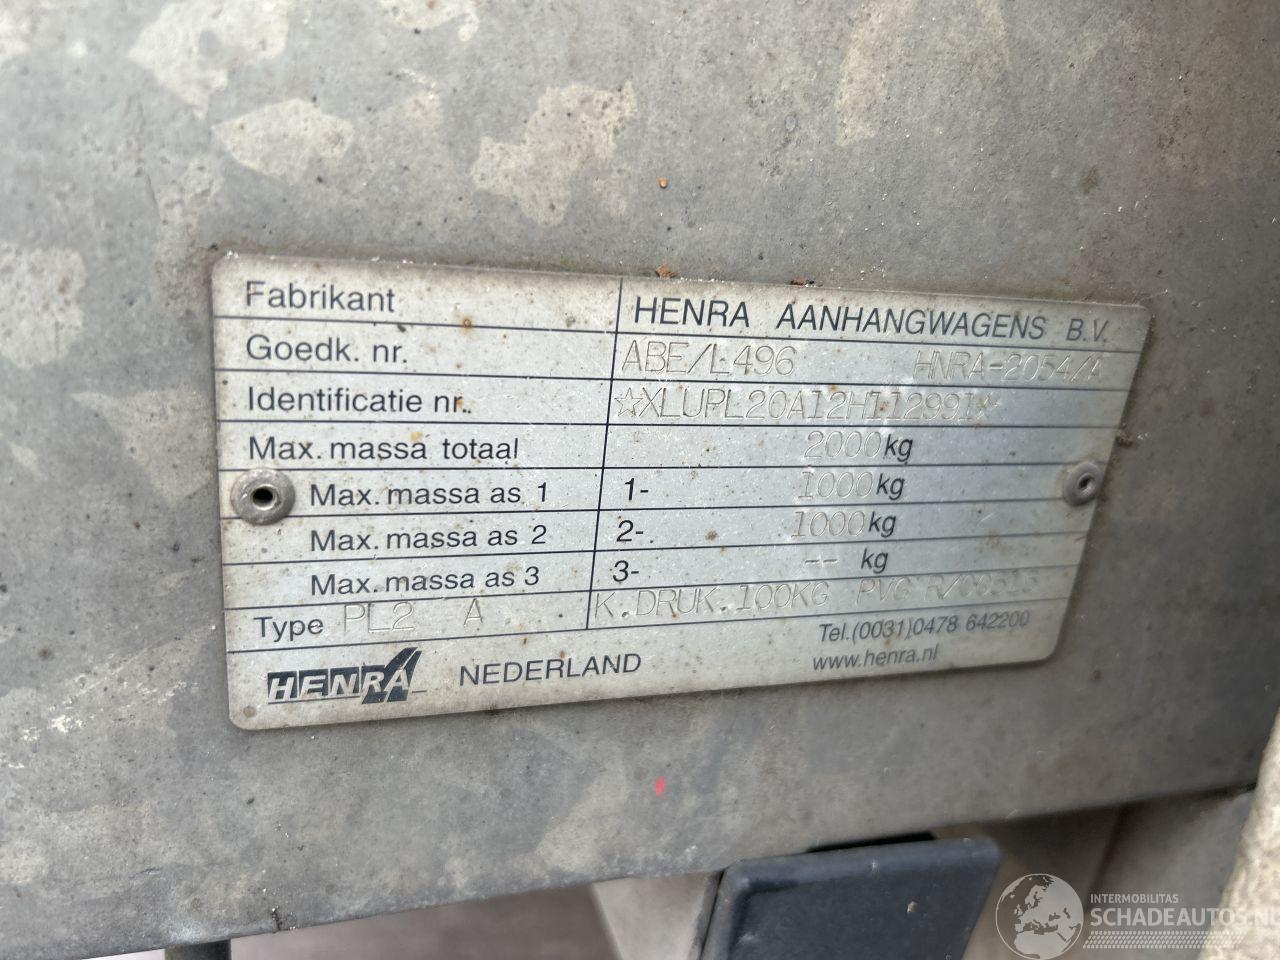 Fabrikant HENRA AANHANGWAGENS B.V.
Goedk. nr. ABE/L496 HNRA-2054/A
Identificatie nr. ☆XLUPL20A12H112991☆
Max. massa totaal 2000kg
Max. massa as 1 1- 1000kg
Max. massa as 2 2- 1000kg
Max. massa as 3 3- -- kg
Type PL2 A K.DRUK.100KG PVG
HENRA NEDERLAND Tel.(0031)0478 642200
www.henra.nl
INTERMOBILITAS
SCHADEAUTOS.NL